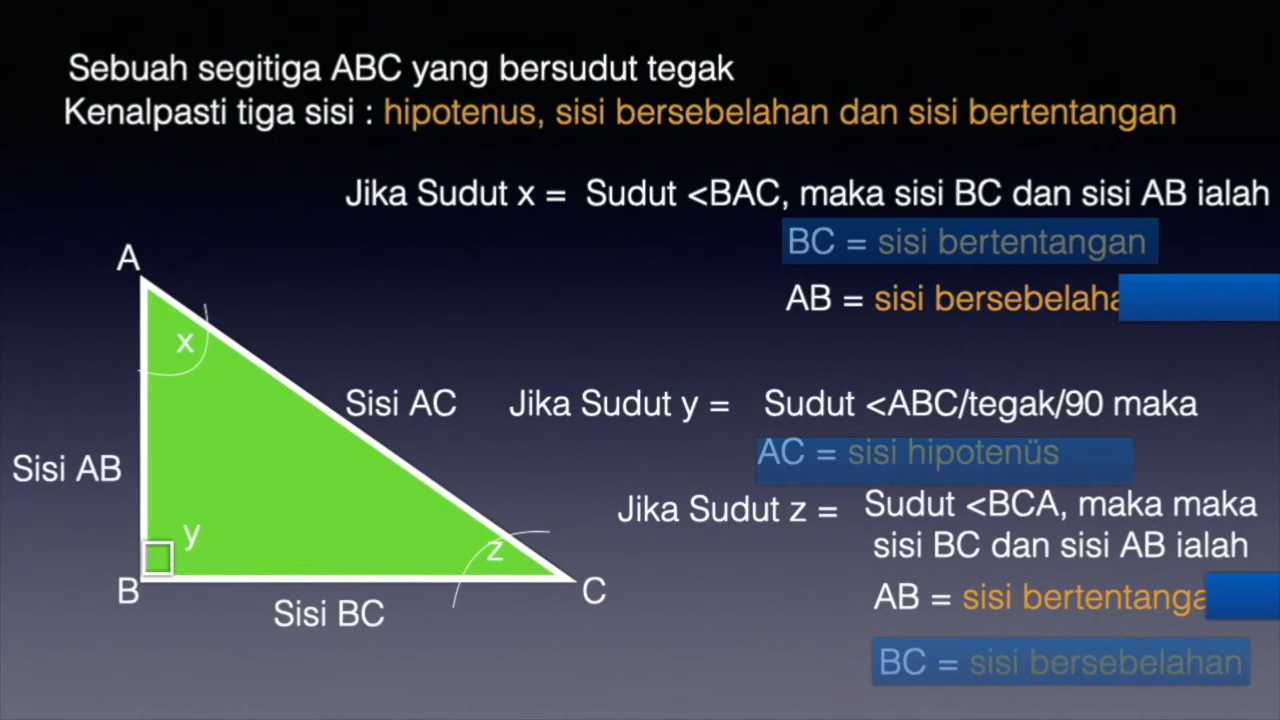 Sebuah segitiga ABC yang bersudut tegak
Kenalpasti tiga sisi : hipotenus, sisi bersebelahan dan sisi bertentangan
Jika Sudut x = Sudut <BAC, maka sisi BC dan sisi AB ialah
BC = sisi bertentangan
AB = sisi bersebelaha
A
x
Sisi AC
Jika Sudut y = Sudut <ABC/tegak/90 maka
AC = sisi hipotenüs
Sisi AB
Jika Sudut z = Sudut <BCA, maka maka
sisi BC dan sisi AB ialah
y
z
B
C
AB = sisi bertentanga
Sisi BC
BC = sisi bersebelahan